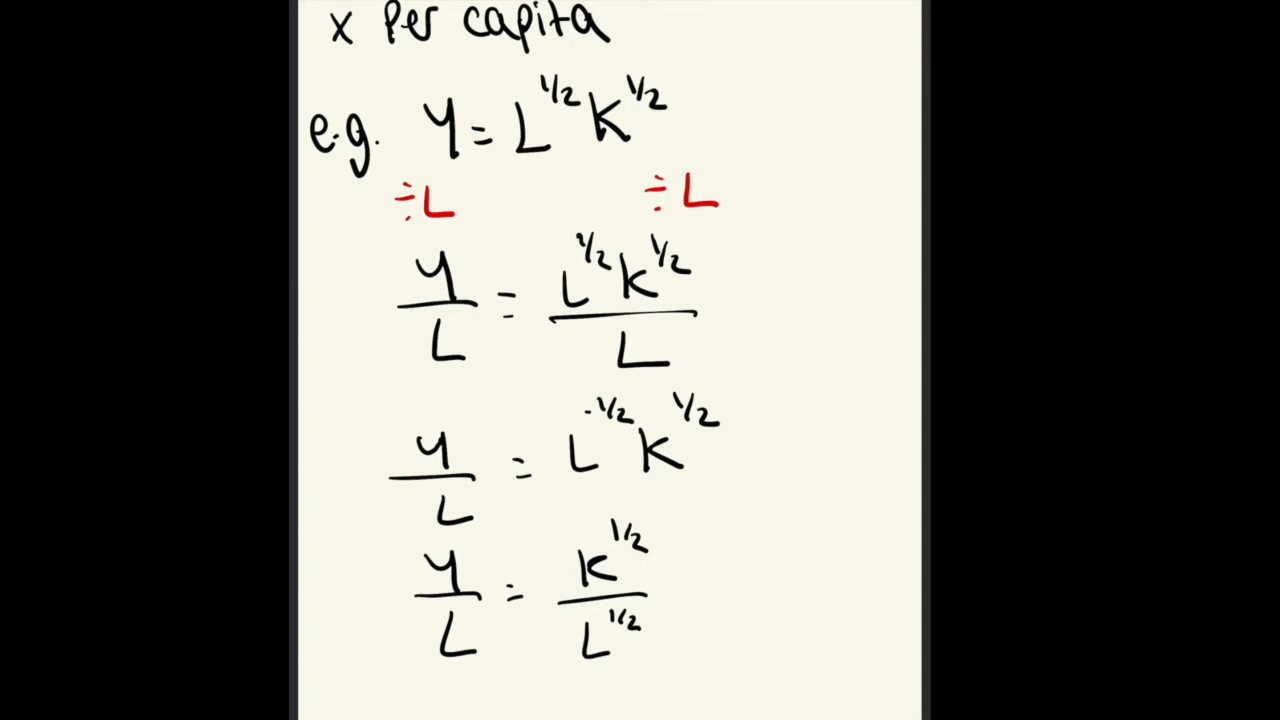 x per capita
e.g. Y = L^1/2 K^1/2
÷L ÷L
Y/L = L^1/2 K^1/2 / L
Y/L = L^-1/2 K^1/2
Y/L = K^1/2 / L^1/2